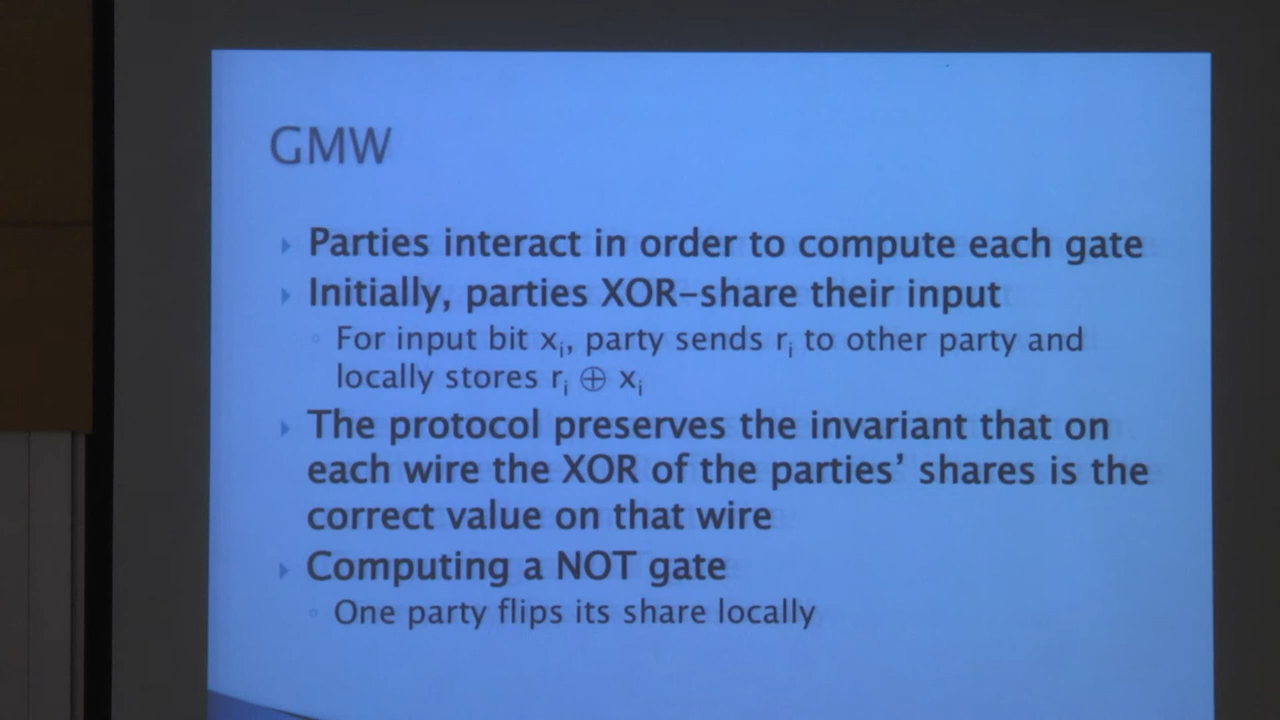 GMW
Parties interact in order to compute each gate
Initially, parties XOR-share their input
For input bit xᵢ, party sends rᵢ to other party and
locally stores rᵢ ⊕ xᵢ
The protocol preserves the invariant that on
each wire the XOR of the parties’ shares is the
correct value on that wire
Computing a NOT gate
One party flips its share locally